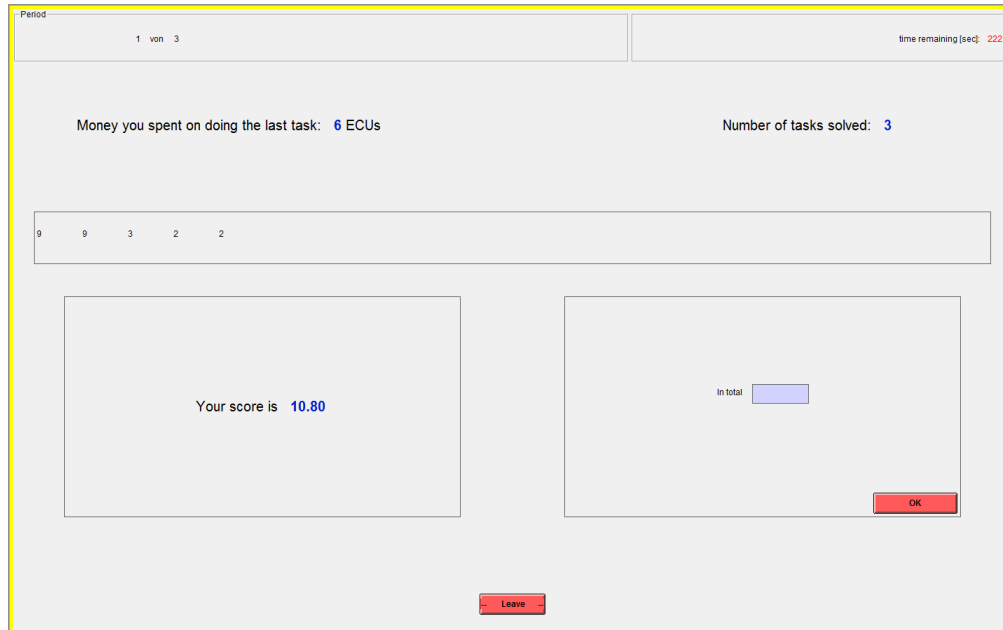 Period
1 von 3
time remaining [sec]: 222
Money you spent on doing the last task: 6 ECUs
Number of tasks solved: 3
9 9 3 2 2
Your score is 10.80
In total
OK
Leave